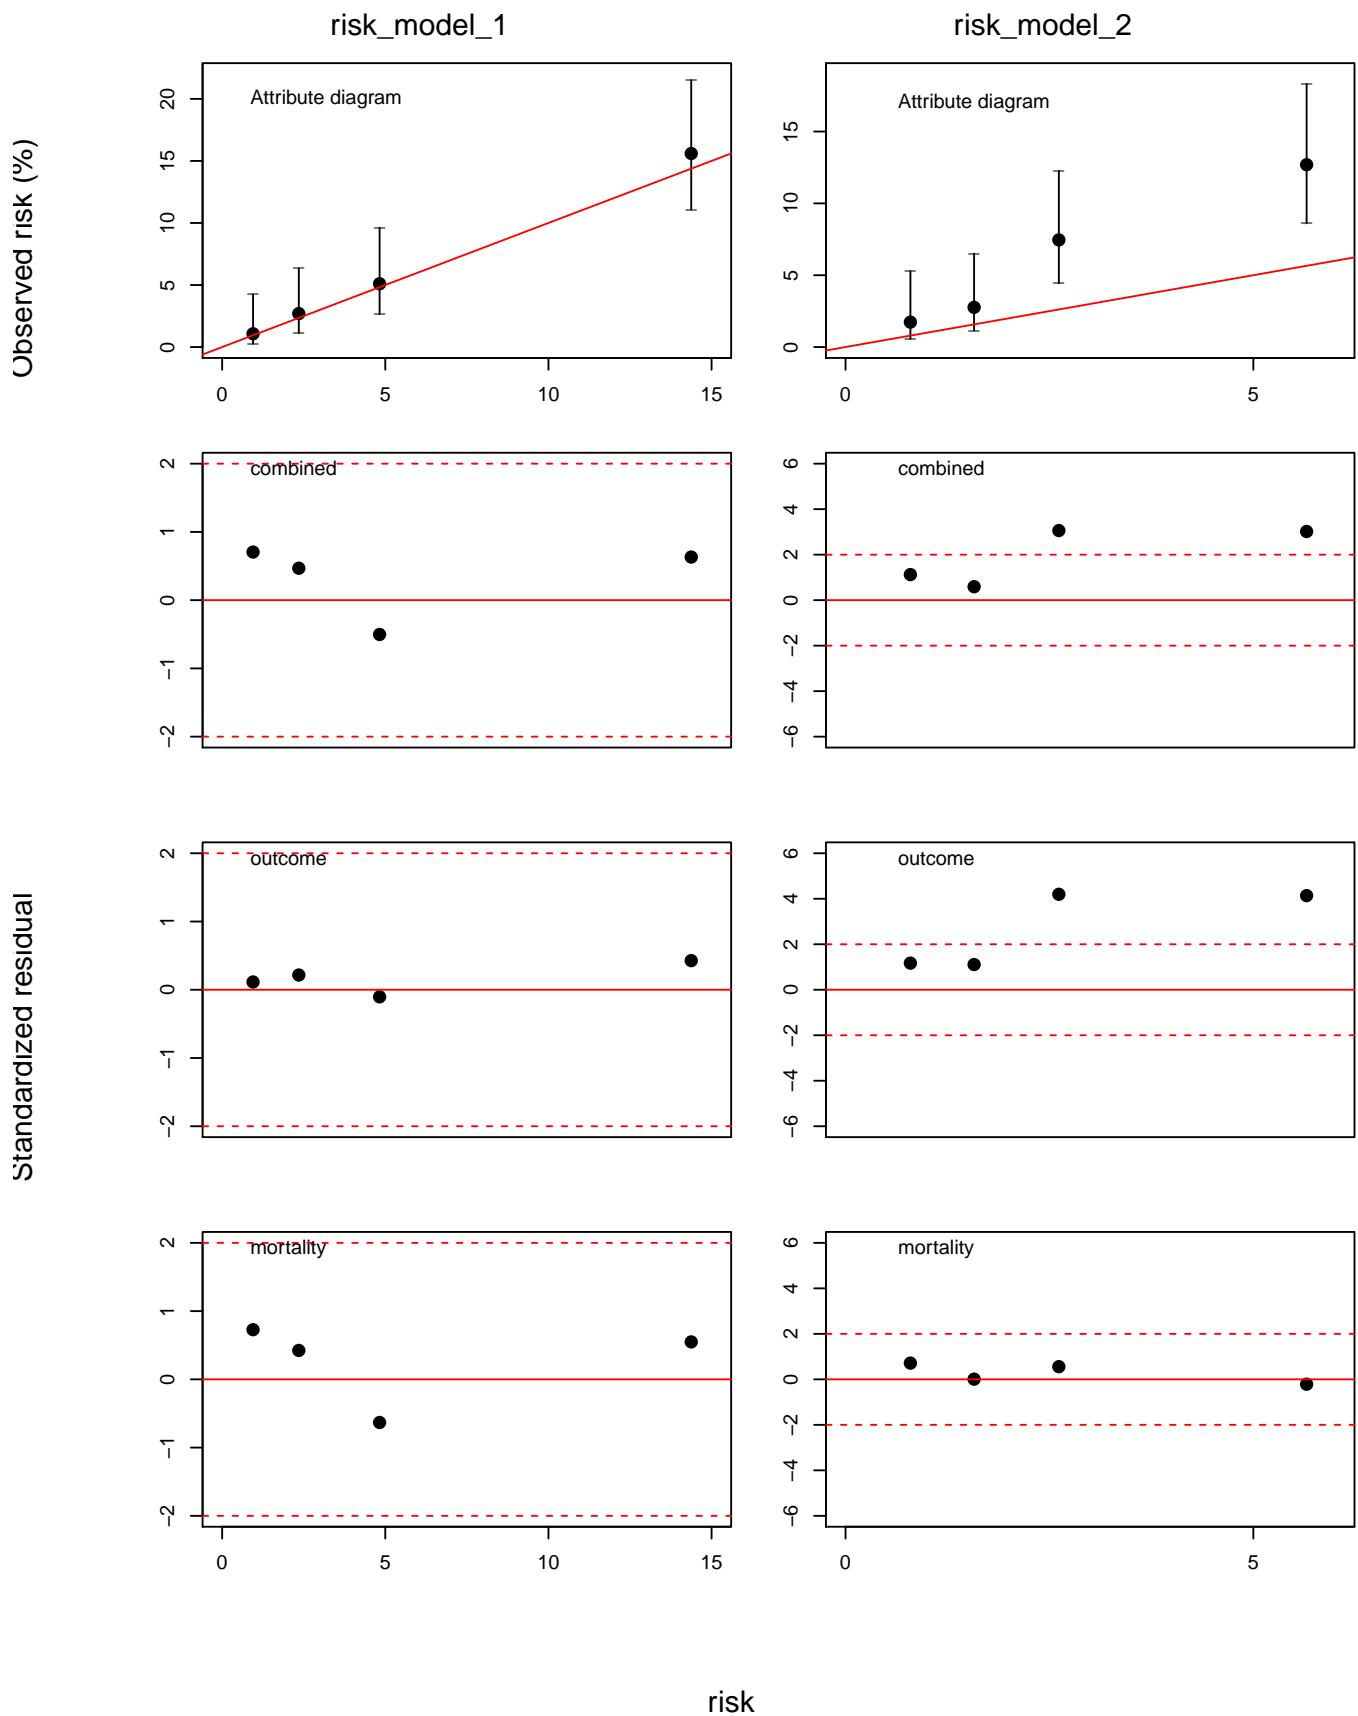 risk_model_1 risk_model_2
Observed risk (%)
Attribute diagram
0 5 10 15 20
0 5 10 15
Attribute diagram
0 5 10 15
0 5
Standardized residual
combined
−2 −1 0 1 2
combined
−6 −4 −2 0 2 4 6
outcome
−2 −1 0 1 2
outcome
−6 −4 −2 0 2 4 6
mortality
−2 −1 0 1 2
0 5 10 15
mortality
−6 −4 −2 0 2 4 6
0 5
risk